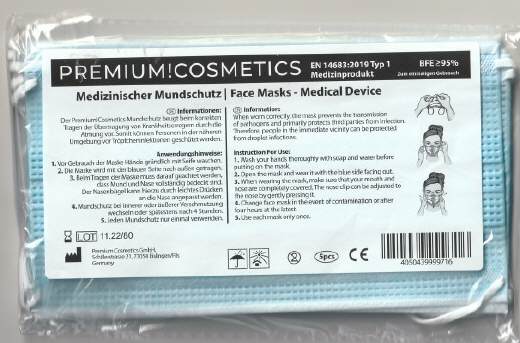 PREMIUM!COSMETICS
EN 14683:2019 Typ 1
Medizinprodukt
BFE ≥95%
Zum einmaligen Gebrauch
Medizinischer Mundschutz | Face Masks - Medical Device
Informationen:
Der PremiumCosmetics Mundschutz beugt beim korrekten
Tragen der Übertragung von Krankheitserregern durch die
Atmung vor. Somit können Personen in der näheren
Umgebung vor Tröpfcheninfektionen geschützt werden.
Anwendungshinweise:
1. Vor Gebrauch der Maske Hände gründlich mit Seife waschen.
2. Die Maske wird mit der blauen Seite nach außen getragen.
3. Beim Tragen der Maske muss darauf geachtet werden,
dass Mund und Nase vollständig bedeckt sind.
Der Nasenbügel kann durch leichtes Drücken
an die Nase angepasst werden.
4. Mundschutz bei innerer oder äußerer Verschmutzung
wechseln oder spätestens nach 4 Stunden.
5. Jeden Mundschutz nur einmal verwenden.
Information:
When worn correctly, the mask prevents the transmission
of pathogens and primarily protects third parties from infection.
Therefore people in the immediate vicinity can be protected
from droplet infections.
Instruction For Use:
1. Wash your hands thoroughly with soap and water before
putting on the mask.
2. Open the mask and wear it with the blue side facing out.
3. When wearing the mask, make sure that your mouth and
nose are completely covered. The nose clip can be adjusted to
the nose by gently pressing it.
4. Change face mask in the event of contamination or after
four hours at the latest.
5. Use each mask only once.
LOT 11.22/60
PremiumCosmetics GmbH,
Schillerstrasse 21, 73054 Eislingen/Fils
Germany
CE
5pcs
4050439999716